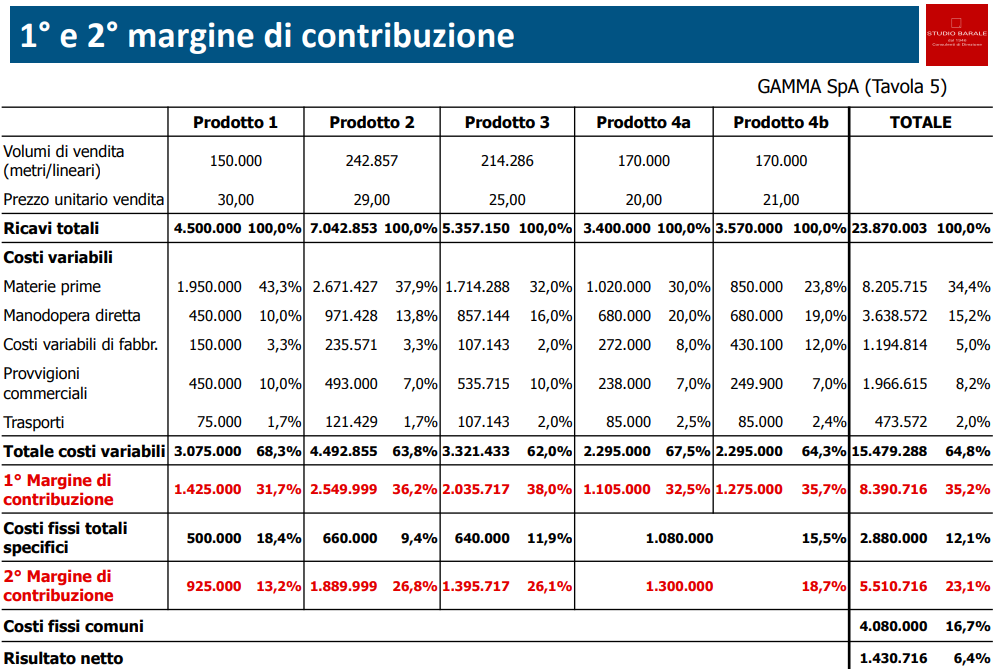 1° e 2° margine di contribuzione
STUDIO BARALE
dal 1946
Consulenti di Direzione
GAMMA SpA (Tavola 5)
Prodotto 1 Prodotto 2 Prodotto 3 Prodotto 4a Prodotto 4b TOTALE
Volumi di vendita
(metri/lineari) 150.000 242.857 214.286 170.000 170.000
Prezzo unitario vendita 30,00 29,00 25,00 20,00 21,00
Ricavi totali 4.500.000 100,0% 7.042.853 100,0% 5.357.150 100,0% 3.400.000 100,0% 3.570.000 100,0% 23.870.003 100,0%
Costi variabili
Materie prime 1.950.000 43,3% 2.671.427 37,9% 1.714.288 32,0% 1.020.000 30,0% 850.000 23,8% 8.205.715 34,4%
Manodopera diretta 450.000 10,0% 971.428 13,8% 857.144 16,0% 680.000 20,0% 680.000 19,0% 3.638.572 15,2%
Costi variabili di fabbr. 150.000 3,3% 235.571 3,3% 107.143 2,0% 272.000 8,0% 430.100 12,0% 1.194.814 5,0%
Provvigioni
commerciali 450.000 10,0% 493.000 7,0% 535.715 10,0% 238.000 7,0% 249.900 7,0% 1.966.615 8,2%
Trasporti 75.000 1,7% 121.429 1,7% 107.143 2,0% 85.000 2,5% 85.000 2,4% 473.572 2,0%
Totale costi variabili 3.075.000 68,3% 4.492.855 63,8% 3.321.433 62,0% 2.295.000 67,5% 2.295.000 64,3% 15.479.288 64,8%
1° Margine di
contribuzione 1.425.000 31,7% 2.549.999 36,2% 2.035.717 38,0% 1.105.000 32,5% 1.275.000 35,7% 8.390.716 35,2%
Costi fissi totali
specifici 500.000 18,4% 660.000 9,4% 640.000 11,9% 1.080.000 15,5% 2.880.000 12,1%
2° Margine di
contribuzione 925.000 13,2% 1.889.999 26,8% 1.395.717 26,1% 1.300.000 18,7% 5.510.716 23,1%
Costi fissi comuni 4.080.000 16,7%
Risultato netto 1.430.716 6,4%